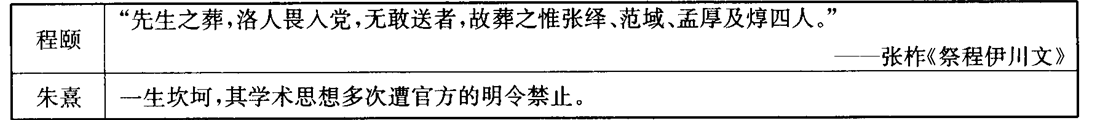 程颐
“先生之葬,洛人畏入党,无敢送者,故葬之惟张绎、范域、孟厚及焞四人。”
——张柞《祭程伊川文》
朱熹
一生坎坷,其学术思想多次遭官方的明令禁止。